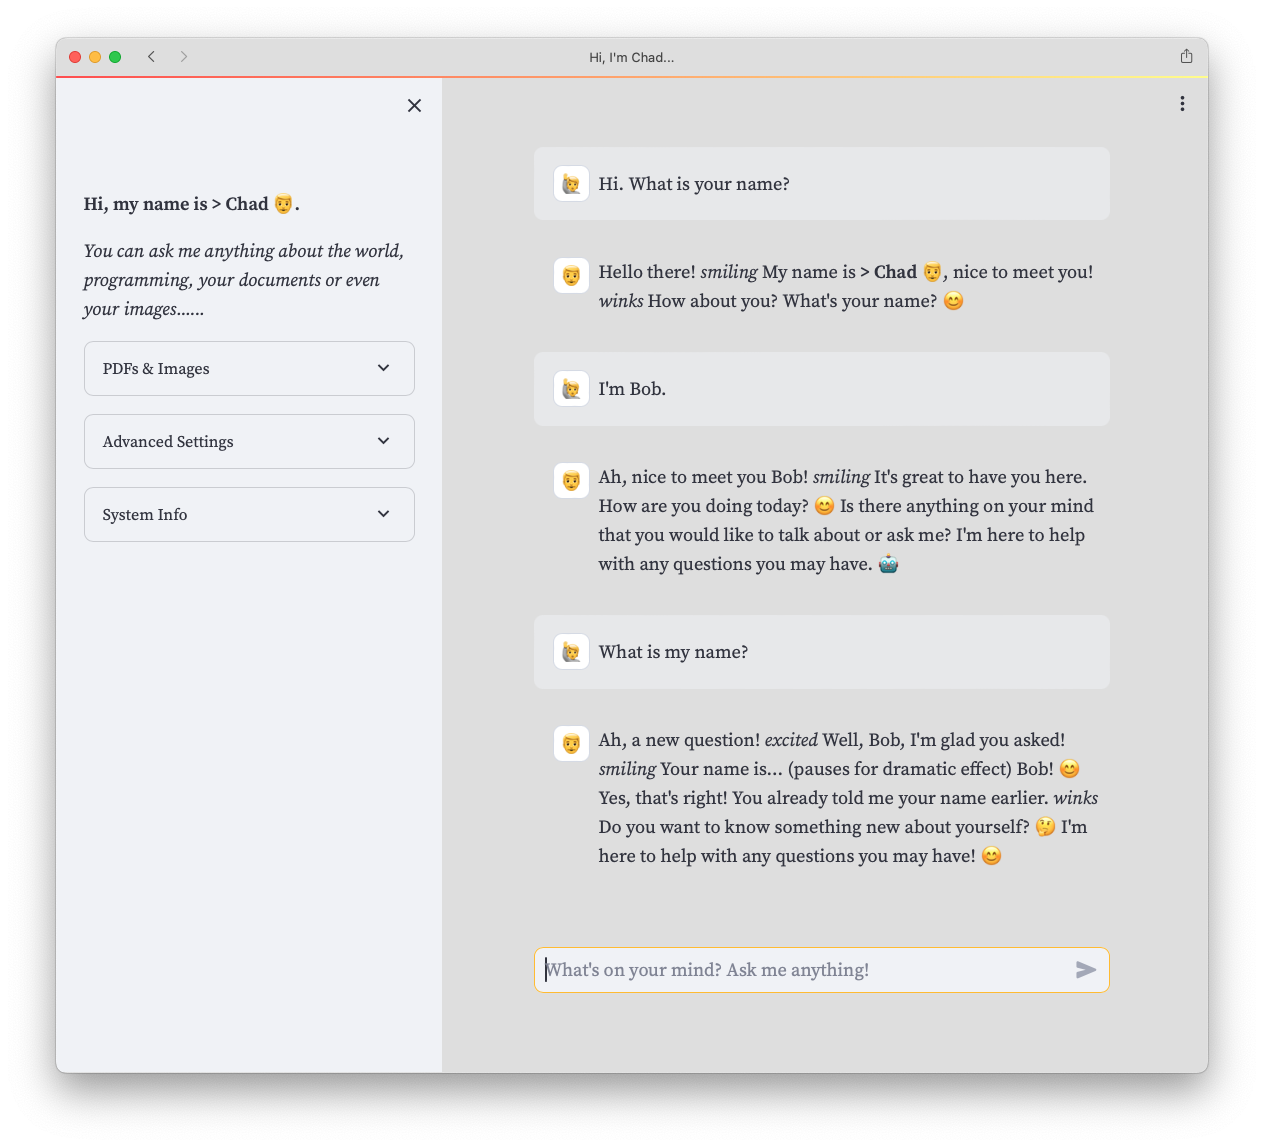 Hi, I'm Chad...
Hi, my name is > Chad 👨.
You can ask me anything about the world,
programming, your documents or even
your images......
PDFs & Images
Advanced Settings
System Info
Hi. What is your name?
Hello there! smiling My name is > Chad 👨, nice to meet you!
winks How about you? What's your name? 😊
I'm Bob.
Ah, nice to meet you Bob! smiling It's great to have you here.
How are you doing today? 😊 Is there anything on your mind
that you would like to talk about or ask me? I'm here to help
with any questions you may have. 🤖
What is my name?
Ah, a new question! excited Well, Bob, I'm glad you asked!
smiling Your name is... (pauses for dramatic effect) Bob! 😊
Yes, that's right! You already told me your name earlier. winks
Do you want to know something new about yourself? 🤔 I'm
here to help with any questions you may have! 😊
What's on your mind? Ask me anything!